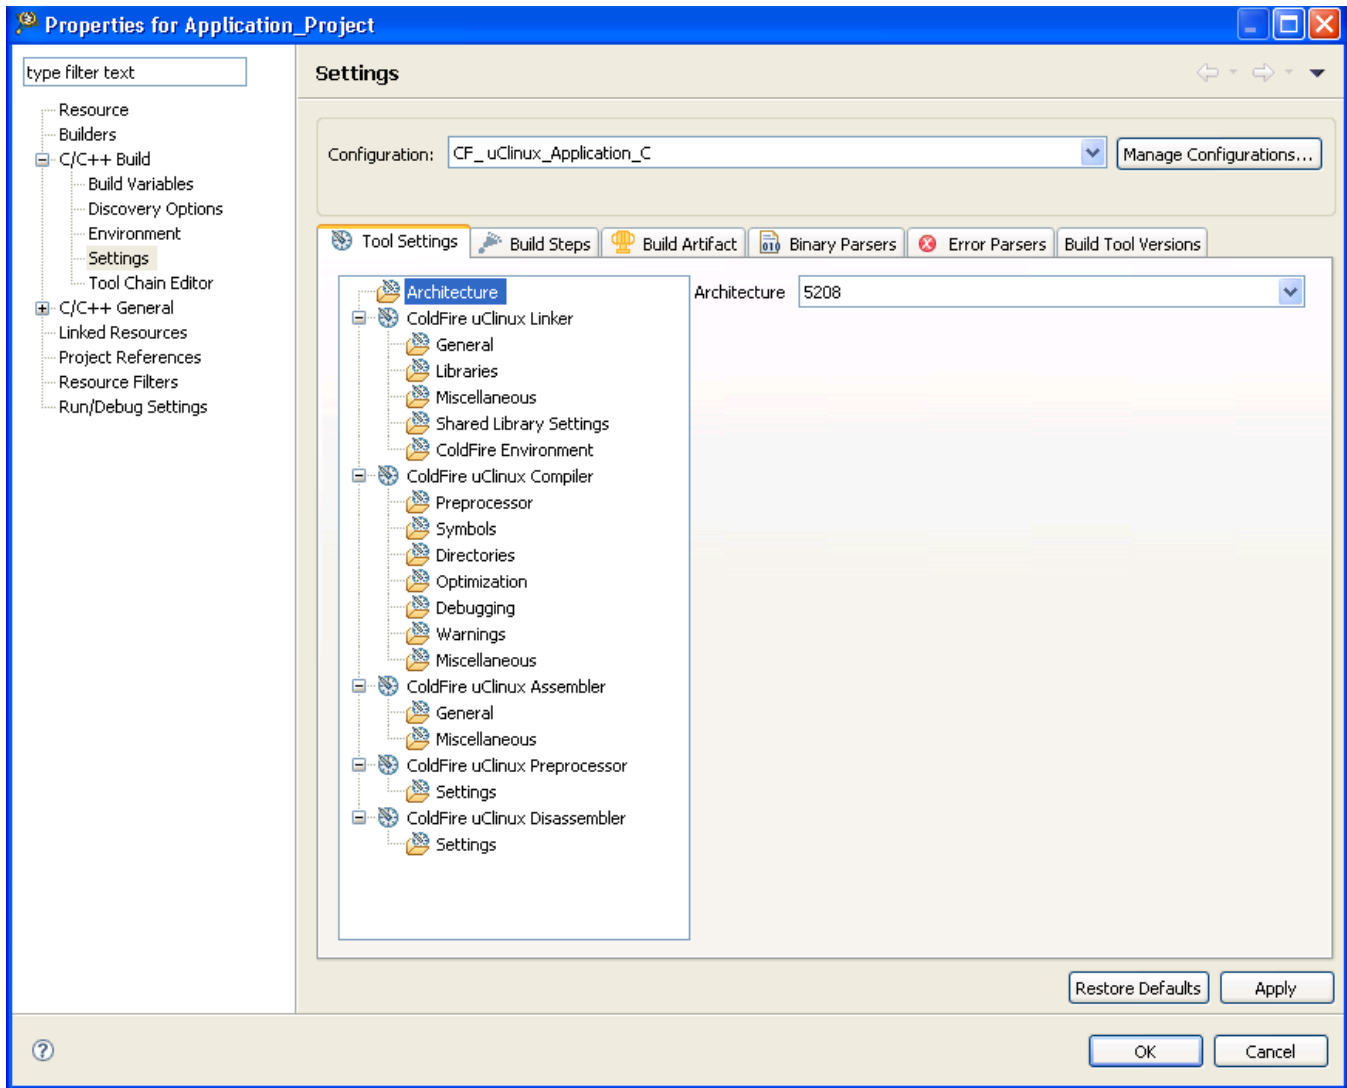 Properties for Application_Project
type filter text
Resource
Builders
C/C++ Build
Build Variables
Discovery Options
Environment
Settings
Tool Chain Editor
C/C++ General
Linked Resources
Project References
Resource Filters
Run/Debug Settings
Settings
Configuration: CF_ uClinux_Application_C Manage Configurations...
Tool Settings Build Steps Build Artifact Binary Parsers Error Parsers Build Tool Versions
Architecture
ColdFire uClinux Linker
General
Libraries
Miscellaneous
Shared Library Settings
ColdFire Environment
ColdFire uClinux Compiler
Preprocessor
Symbols
Directories
Optimization
Debugging
Warnings
Miscellaneous
ColdFire uClinux Assembler
General
Miscellaneous
ColdFire uClinux Preprocessor
Settings
ColdFire uClinux Disassembler
Settings
Architecture 5208
Restore Defaults Apply
OK Cancel